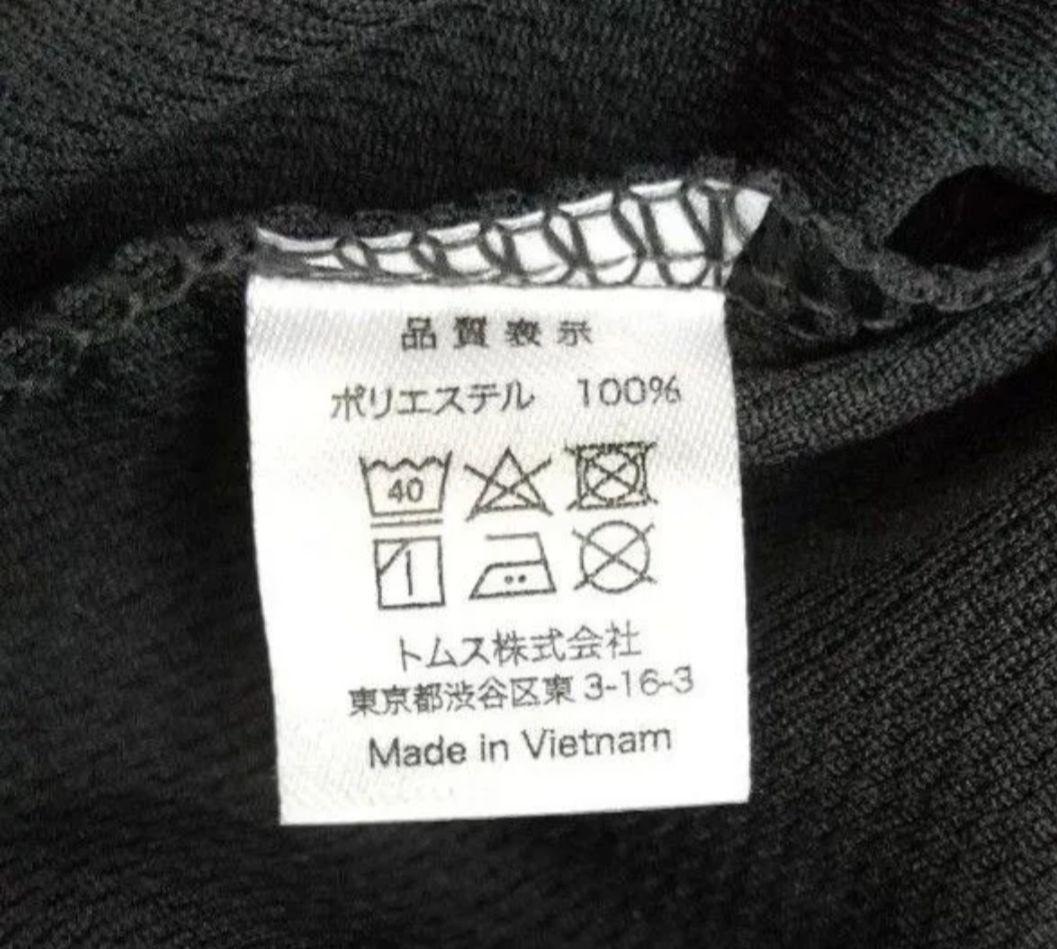 品質表示
ポリエステル 100%
40
トムス株式会社
東京都渋谷区東3-16-3
Made in Vietnam